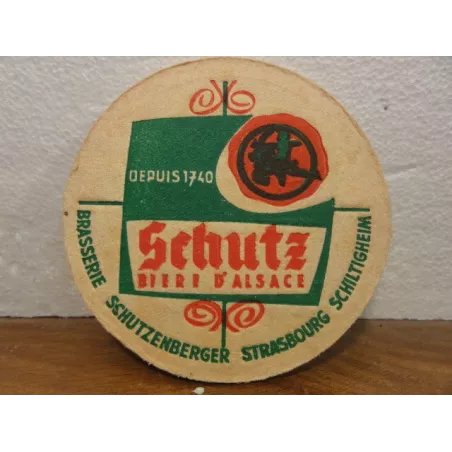 DEPUIS 1740
Schutz
BIERE D'ALSACE
BRASSERIE SCHUTZENBERGER STRASBOURG SCHILTIGHEIM